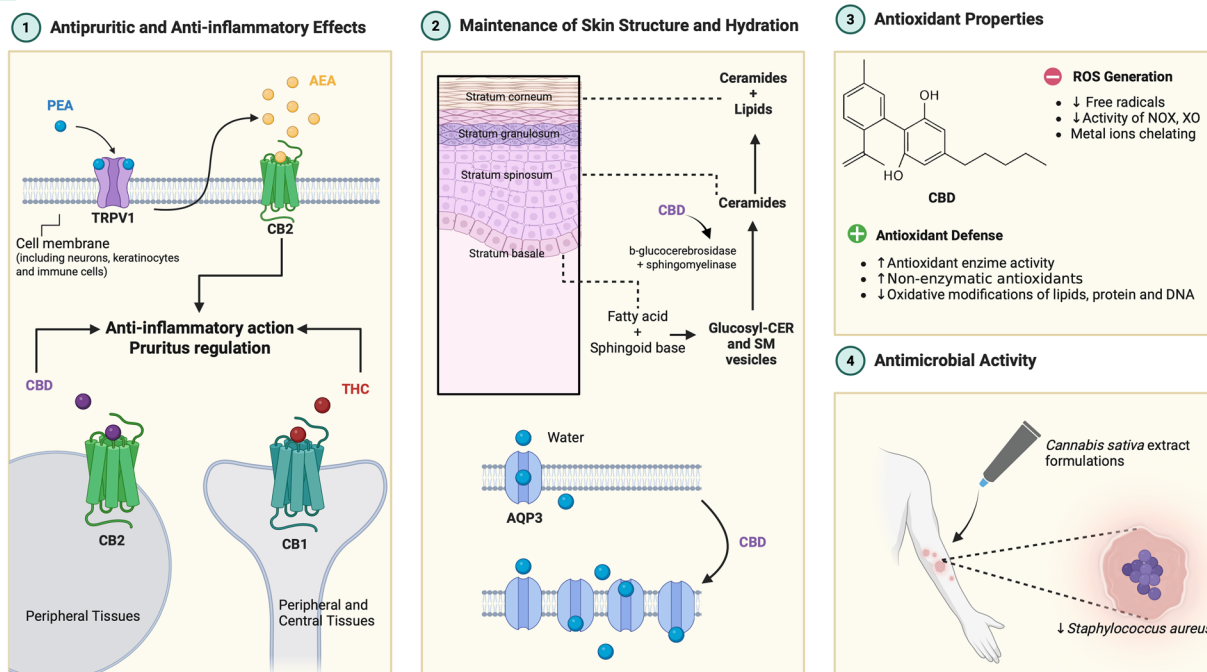 1 Antipruritic and Anti-inflammatory Effects
AEA
PEA
TRPV1
CB2
Cell membrane
(including neurons, keratinocytes
and immune cells)
Anti-inflammatory action
Pruritus regulation
CBD
THC
CB2
CB1
Peripheral Tissues
Peripheral and
Central Tissues
2 Maintenance of Skin Structure and Hydration
Stratum corneum
Stratum granulosum
Stratum spinosum
Stratum basale
Ceramides
+
Lipids
Ceramides
CBD
b-glucocerebrosidase
+ sphingomyelinase
Fatty acid
+
Sphingoid base
Glucosyl-CER
and SM
vesicles
Water
AQP3
CBD
3 Antioxidant Properties
OH
HO
CBD
ROS Generation
• ↓ Free radicals
• ↓Activity of NOX, XO
• Metal ions chelating
Antioxidant Defense
• ↑Antioxidant enzime activity
• ↑Non-enzymatic antioxidants
• ↓Oxidative modifications of lipids, protein and DNA
4 Antimicrobial Activity
Cannabis sativa extract
formulations
↓Staphylococcus aureus